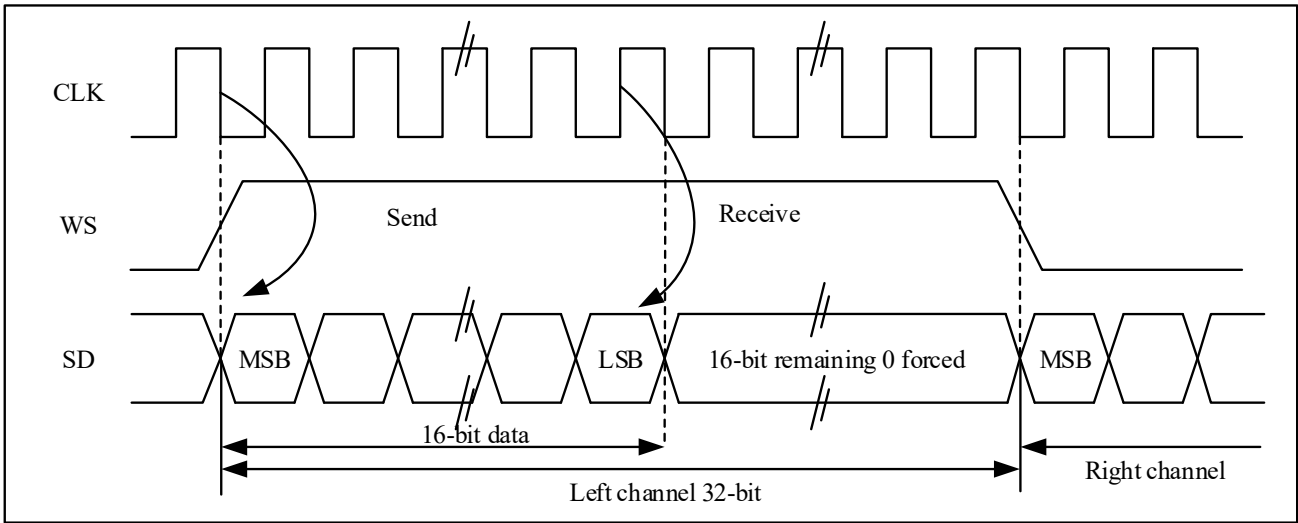 CLK
WS
Send
Receive
SD
MSB
LSB
16-bit remaining 0 forced
MSB
16-bit data
Right channel
Left channel 32-bit